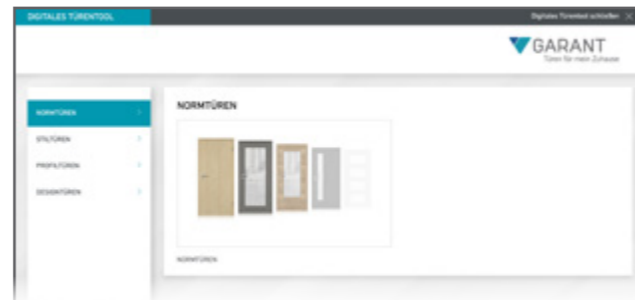 DIGITALES TÜRENTOOL
Digitales Türentool schließen
GARANT
Türen für mein Zuhause
NORMTÜREN
STILTÜREN
PROFILTÜREN
DESIGNTÜREN
NORMTÜREN
NORMTÜREN